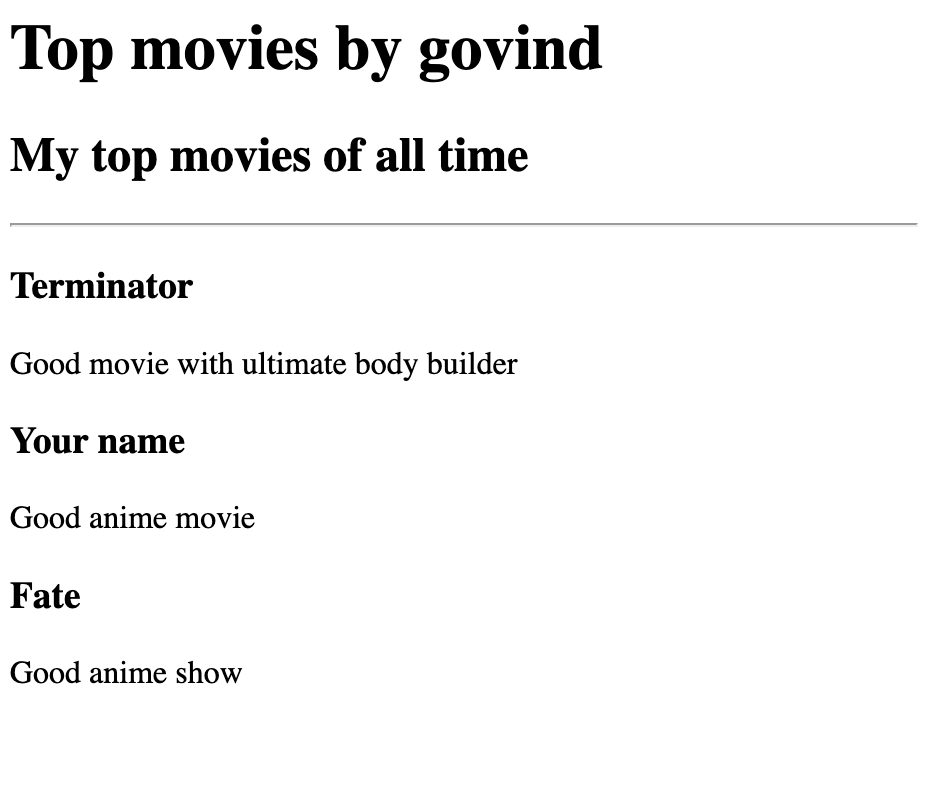 Top movies by govind
My top movies of all time
Terminator
Good movie with ultimate body builder
Your name
Good anime movie
Fate
Good anime show